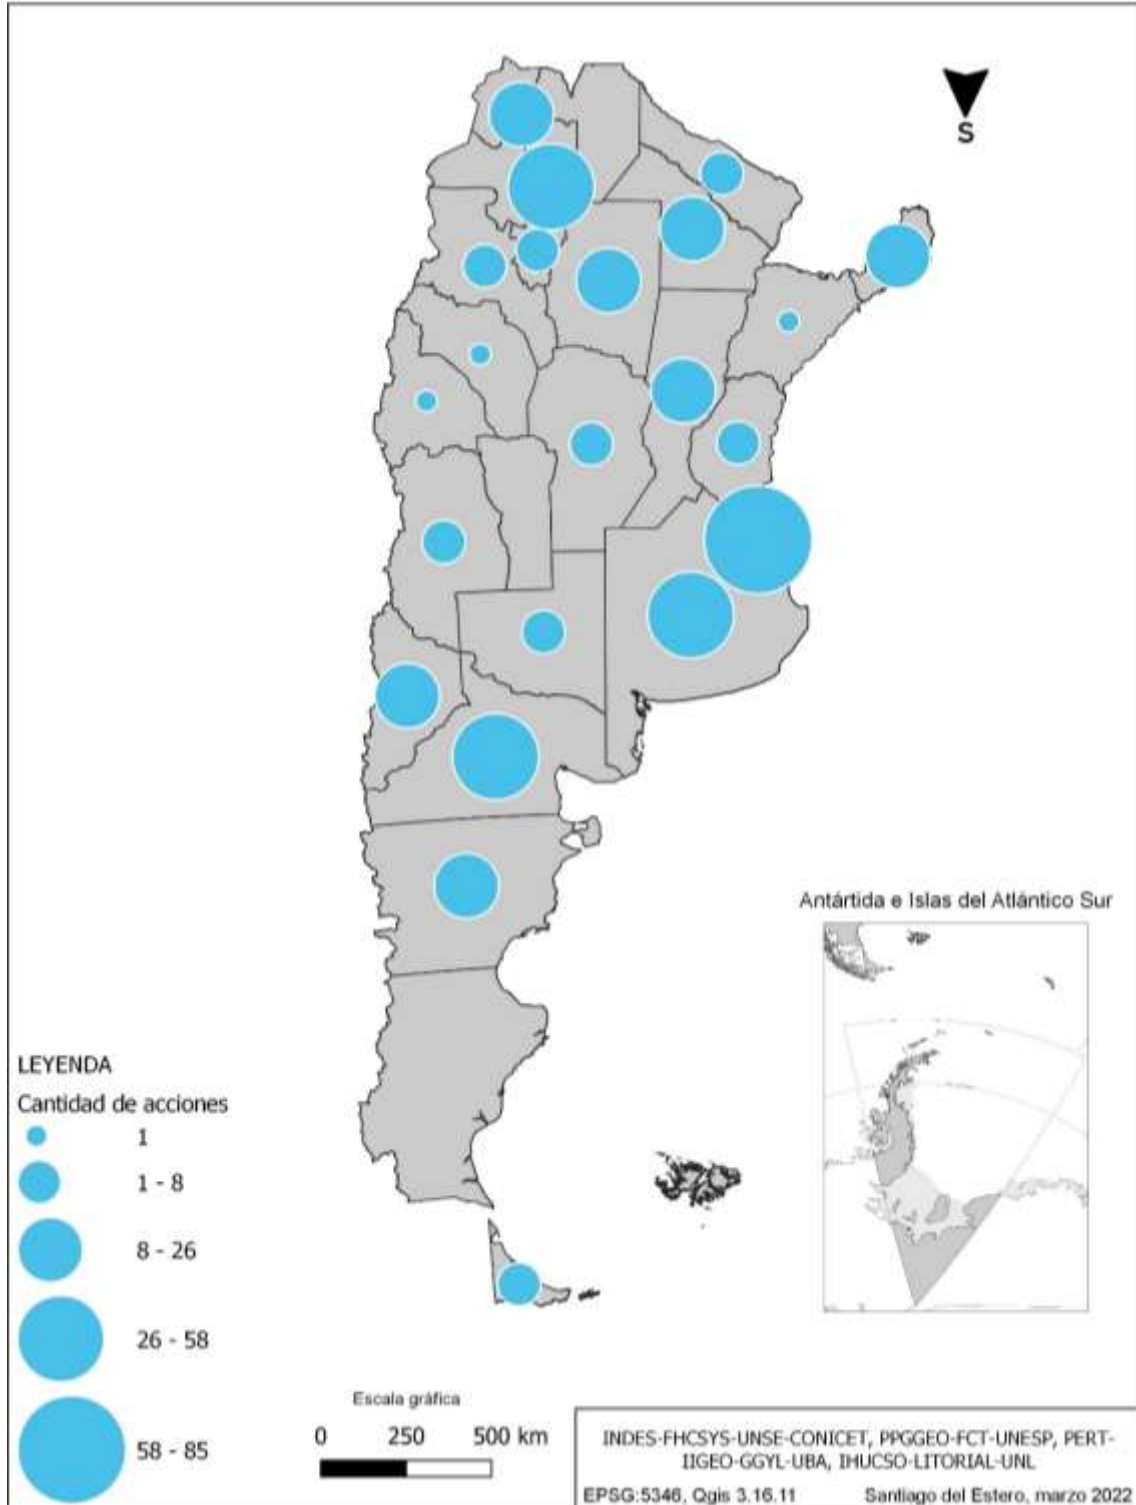 S
Antártida e Islas del Atlántico Sur
LEYENDA
Cantidad de acciones
1
1 - 8
8 - 26
26 - 58
58 - 85
Escala gráfica
0 250 500 km
INDES-FHCSYS-UNSE-CONICET, PPGGEO-FCT-UNESP, PERT-
IIGEO-GGYL-UBA, IHUCSO-LITORIAL-UNL
EPSG:5346, Qgis 3.16.11 Santiago del Estero, marzo 2022